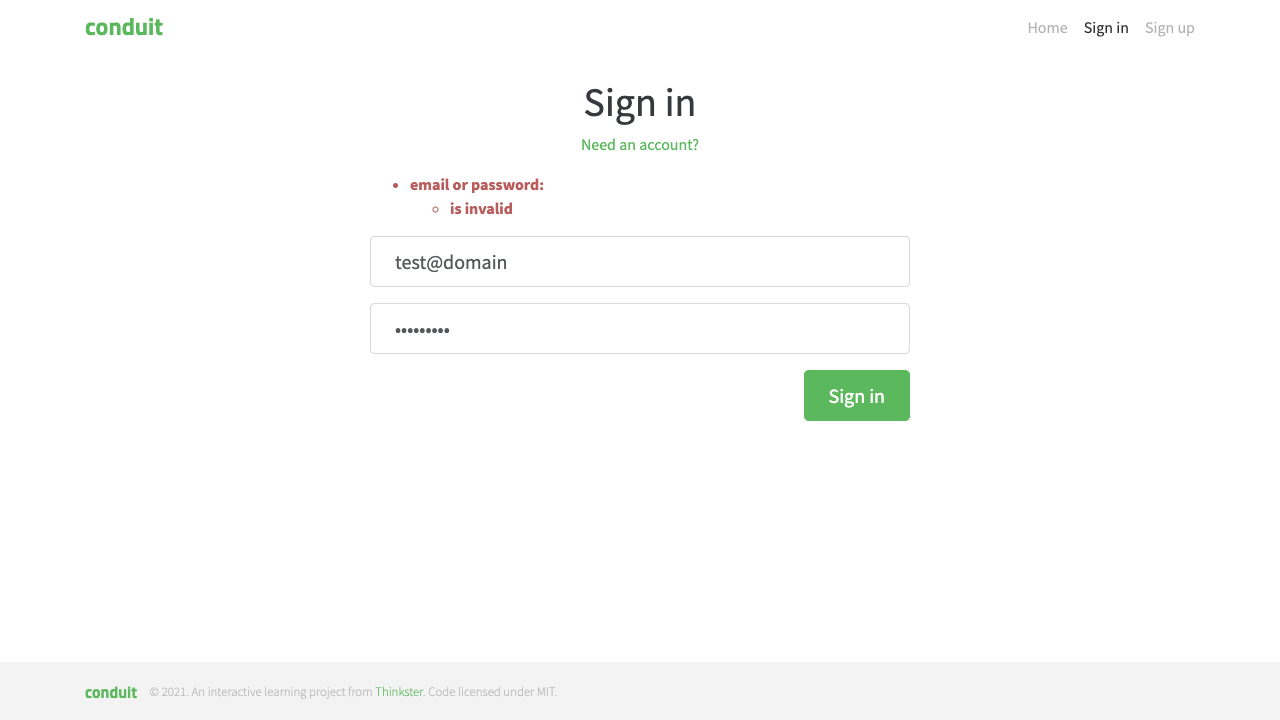 conduit
Home Sign in Sign up
Sign in
Need an account?
email or password:
is invalid
test@domain
•••••••••
Sign in
conduit © 2021. An interactive learning project from Thinkster. Code licensed under MIT.